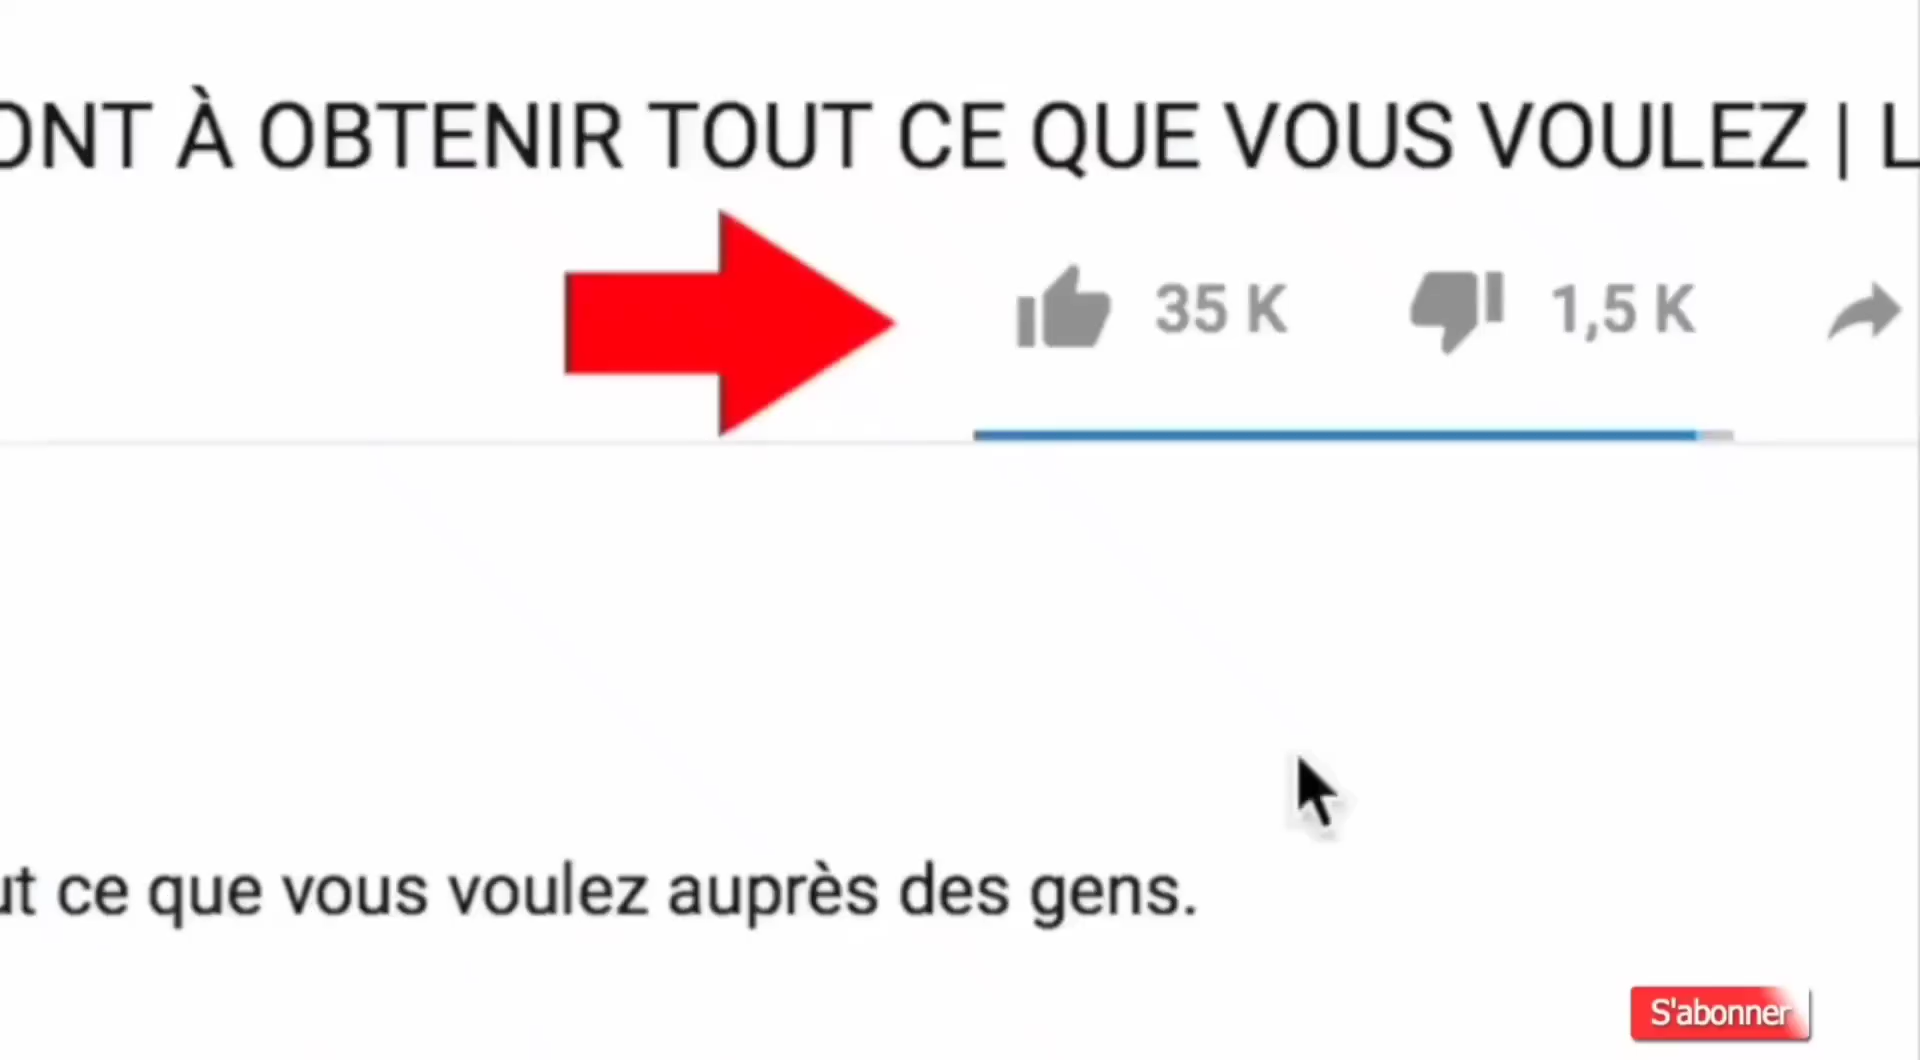 ONT À OBTENIR TOUT CE QUE VOUS VOULEZ | L
35 K 1,5 K
ut ce que vous voulez auprès des gens.
S'abonner